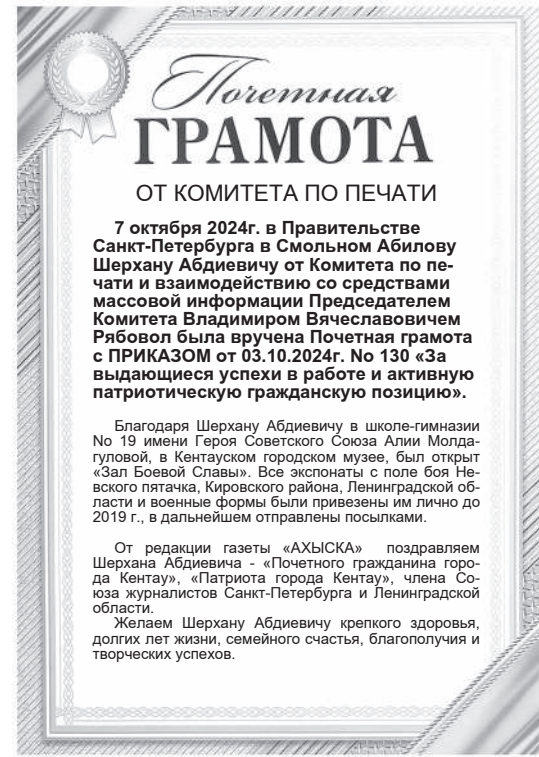 Почетная
ГРАМОТА
ОТ КОМИТЕТА ПО ПЕЧАТИ
7 октября 2024г. в Правительстве
Санкт-Петербурга в Смольном Абилову
Шерхану Абдиевичу от Комитета по пе-
чати и взаимодействию со средствами
массовой информации Председателем
Комитета Владимиром Вячеславовичем
Рябовол была вручена Почетная грамота
с ПРИКАЗОМ от 03.10.2024г. No 130 «За
выдающиеся успехи в работе и активную
патриотическую гражданскую позицию».
Благодаря Шерхану Абдиевичу в школе-гимназии
No 19 имени Героя Советского Союза Алии Молда-
гуловой, в Кентауском городском музее, был открыт
«Зал Боевой Славы». Все экспонаты с поле боя Не-
вского пятачка, Кировского района, Ленинградской об-
ласти и военные формы были привезены им лично до
2019 г., в дальнейшем отправлены посылками.
От редакции газеты «АХЫСКА» поздравляем
Шерхана Абдиевича - «Почетного гражданина горо-
да Кентау», «Патриота города Кентау», члена Со-
юза журналистов Санкт-Петербурга и Ленинградской
области.
Желаем Шерхану Абдиевичу крепкого здоровья,
долгих лет жизни, семейного счастья, благополучия и
творческих успехов.